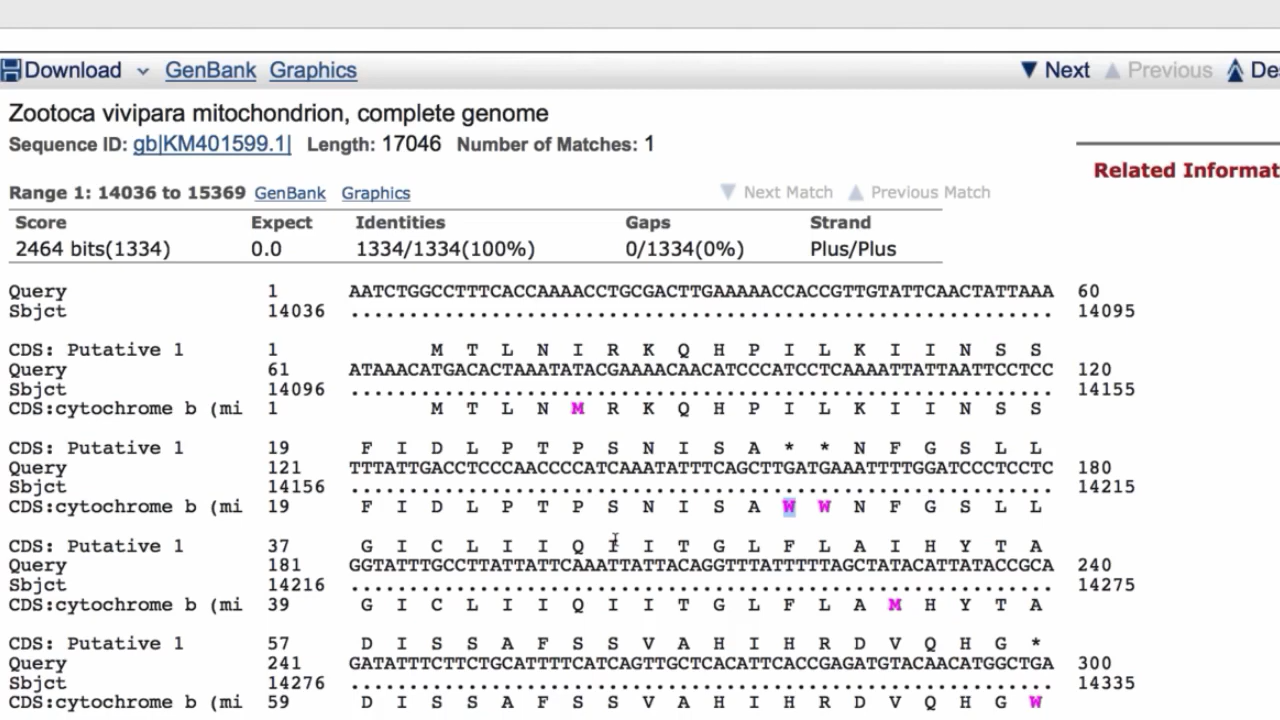 Download GenBank Graphics Next Previous De
Zootoca vivipara mitochondrion, complete genome
Sequence ID: gb|KM401599.1| Length: 17046 Number of Matches: 1
Related Informat
Range 1: 14036 to 15369 GenBank Graphics Next Match Previous Match
Score Expect Identities Gaps Strand
2464 bits(1334) 0.0 1334/1334(100%) 0/1334(0%) Plus/Plus
Query 1 AATCTGGCCTTTCACCAAAACCTGCGACTTGAAAAACCACCGTTGTATTCAACTATTAAA 60
Sbjct 14036 ............................................................ 14095
CDS: Putative 1 1 M T L N I R K Q H P I L K I I N S S
Query 61 ATAAACATGACACTAAATATACGAAAACAACATCCCATCCTCAAAATTATTAATTCCTCC 120
Sbjct 14096 ............................................................ 14155
CDS:cytochrome b (mi 1 M T L N M R K Q H P I L K I I N S S
CDS: Putative 1 19 F I D L P T P S N I S A * * N F G S L L
Query 121 TTTATTGACCTCCCAACCCCATCAAATATTTCAGCTTGATGAAATTTTGGATCCCTCCTC 180
Sbjct 14156 ............................................................ 14215
CDS:cytochrome b (mi 19 F I D L P T P S N I S A W W N F G S L L
CDS: Putative 1 37 G I C L I I Q I I T G L F L A I H Y T A
Query 181 GGTATTTGCCTTATTATTCAAATTATTACAGGTTTATTTTTAGCTATACATTATACCGCA 240
Sbjct 14216 ............................................................ 14275
CDS:cytochrome b (mi 39 G I C L I I Q I I T G L F L A M H Y T A
CDS: Putative 1 57 D I S S A F S S V A H I H R D V Q H G *
Query 241 GATATTTCTTCTGCATTTTCATCAGTTGCTCACATTCACCGAGATGTACAACATGGCTGA 300
Sbjct 14276 ............................................................ 14335
CDS:cytochrome b (mi 59 D I S S A F S S V A H I H R D V Q H G W